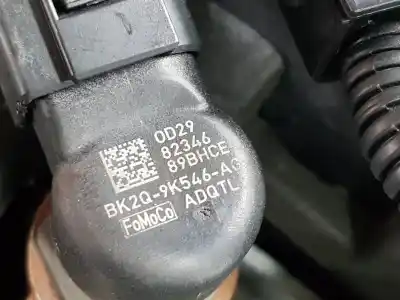 0D29
82346
89BHCE
BK2Q-9K546-AG
FoMoCo ADQTL